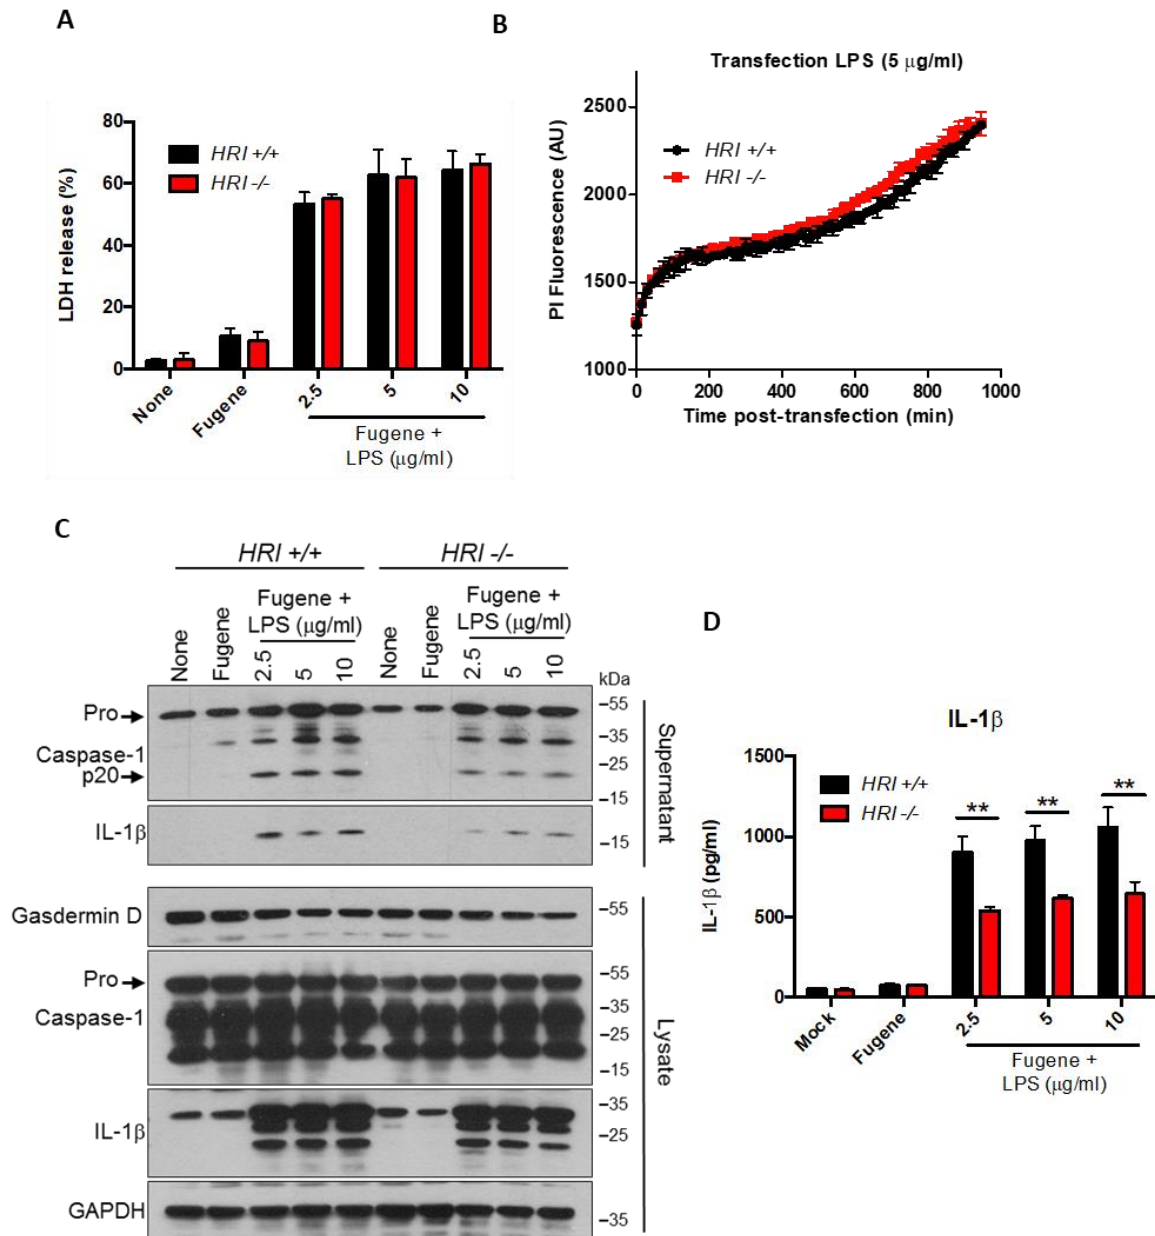 A
LDH release (%)
80
60
40
20
0
HRI +/+
HRI -/-
None
Fugene
2.5
5
10
Fugene +
LPS (μg/ml)
B
Transfection LPS (5 μg/ml)
PI Fluorescence (AU)
2500
2000
1500
1000
HRI +/+
HRI -/-
0
200
400
600
800
1000
Time post-transfection (min)
C
HRI +/+
HRI -/-
Fugene +
LPS (μg/ml)
Fugene +
LPS (μg/ml)
None
Fugene
2.5
5
10
None
Fugene
2.5
5
10
kDa
Pro
Caspase-1
p20
–55
–35
–25
–15
IL-1β
–15
Supernatant
Gasdermin D
–55
Pro
Caspase-1
–55
–35
–25
–15
IL-1β
–35
–25
GAPDH
–35
Lysate
D
IL-1β
IL-1β (pg/ml)
1500
1000
500
0
HRI +/+
HRI -/-
**
**
**
Mock
Fugene
2.5
5
10
Fugene +
LPS (μg/ml)